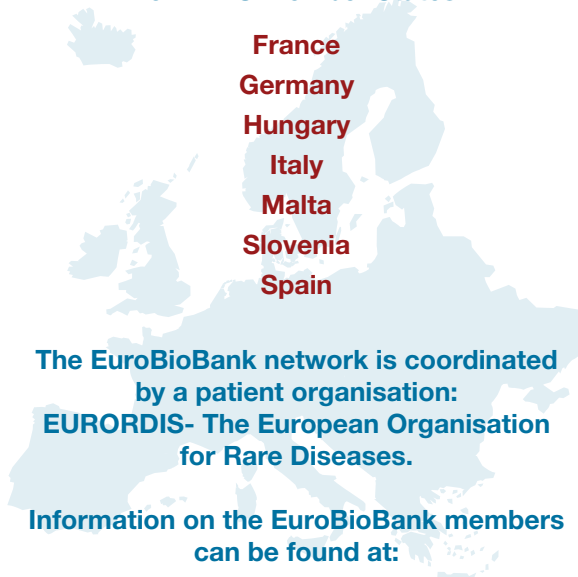 France
Germany
Hungary
Italy
Malta
Slovenia
Spain
The EuroBioBank network is coordinated
by a patient organisation:
EURORDIS- The European Organisation
for Rare Diseases.
Information on the EuroBioBank members
can be found at: